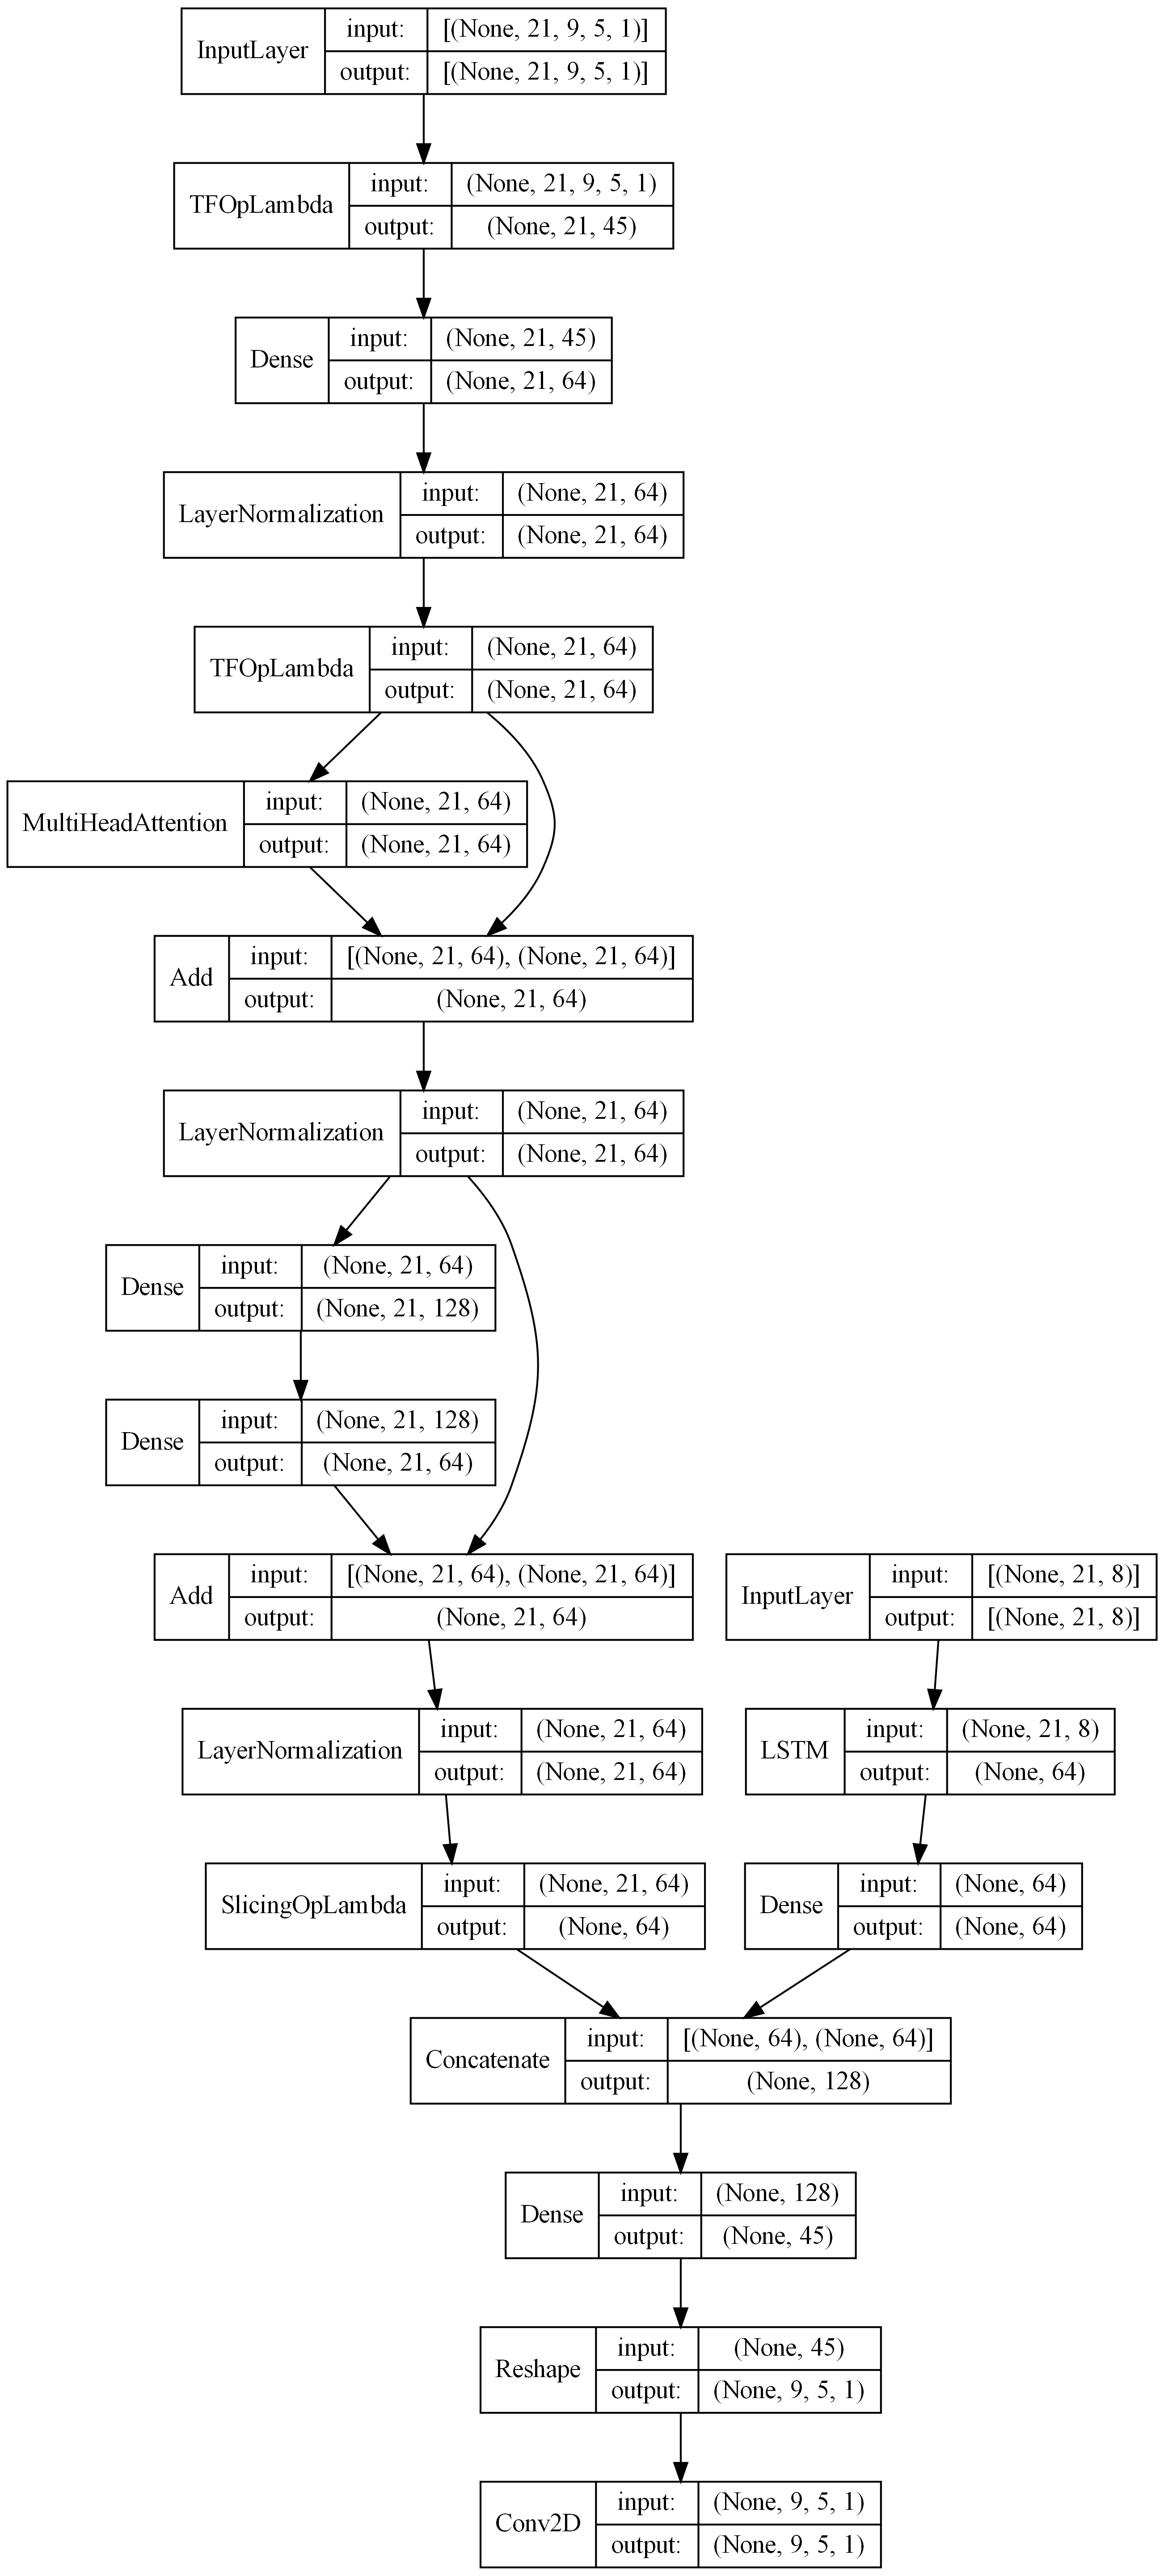 InputLayer
input: [(None, 21, 9, 5, 1)]
output: [(None, 21, 9, 5, 1)]
TFOpLambda
input: (None, 21, 9, 5, 1)
output: (None, 21, 45)
Dense
input: (None, 21, 45)
output: (None, 21, 64)
LayerNormalization
input: (None, 21, 64)
output: (None, 21, 64)
TFOpLambda
input: (None, 21, 64)
output: (None, 21, 64)
MultiHeadAttention
input: (None, 21, 64)
output: (None, 21, 64)
Add
input: [(None, 21, 64), (None, 21, 64)]
output: (None, 21, 64)
LayerNormalization
input: (None, 21, 64)
output: (None, 21, 64)
Dense
input: (None, 21, 64)
output: (None, 21, 128)
Dense
input: (None, 21, 128)
output: (None, 21, 64)
Add
input: [(None, 21, 64), (None, 21, 64)]
output: (None, 21, 64)
InputLayer
input: [(None, 21, 8)]
output: [(None, 21, 8)]
LayerNormalization
input: (None, 21, 64)
output: (None, 21, 64)
LSTM
input: (None, 21, 8)
output: (None, 64)
SlicingOpLambda
input: (None, 21, 64)
output: (None, 64)
Dense
input: (None, 64)
output: (None, 64)
Concatenate
input: [(None, 64), (None, 64)]
output: (None, 128)
Dense
input: (None, 128)
output: (None, 45)
Reshape
input: (None, 45)
output: (None, 9, 5, 1)
Conv2D
input: (None, 9, 5, 1)
output: (None, 9, 5, 1)